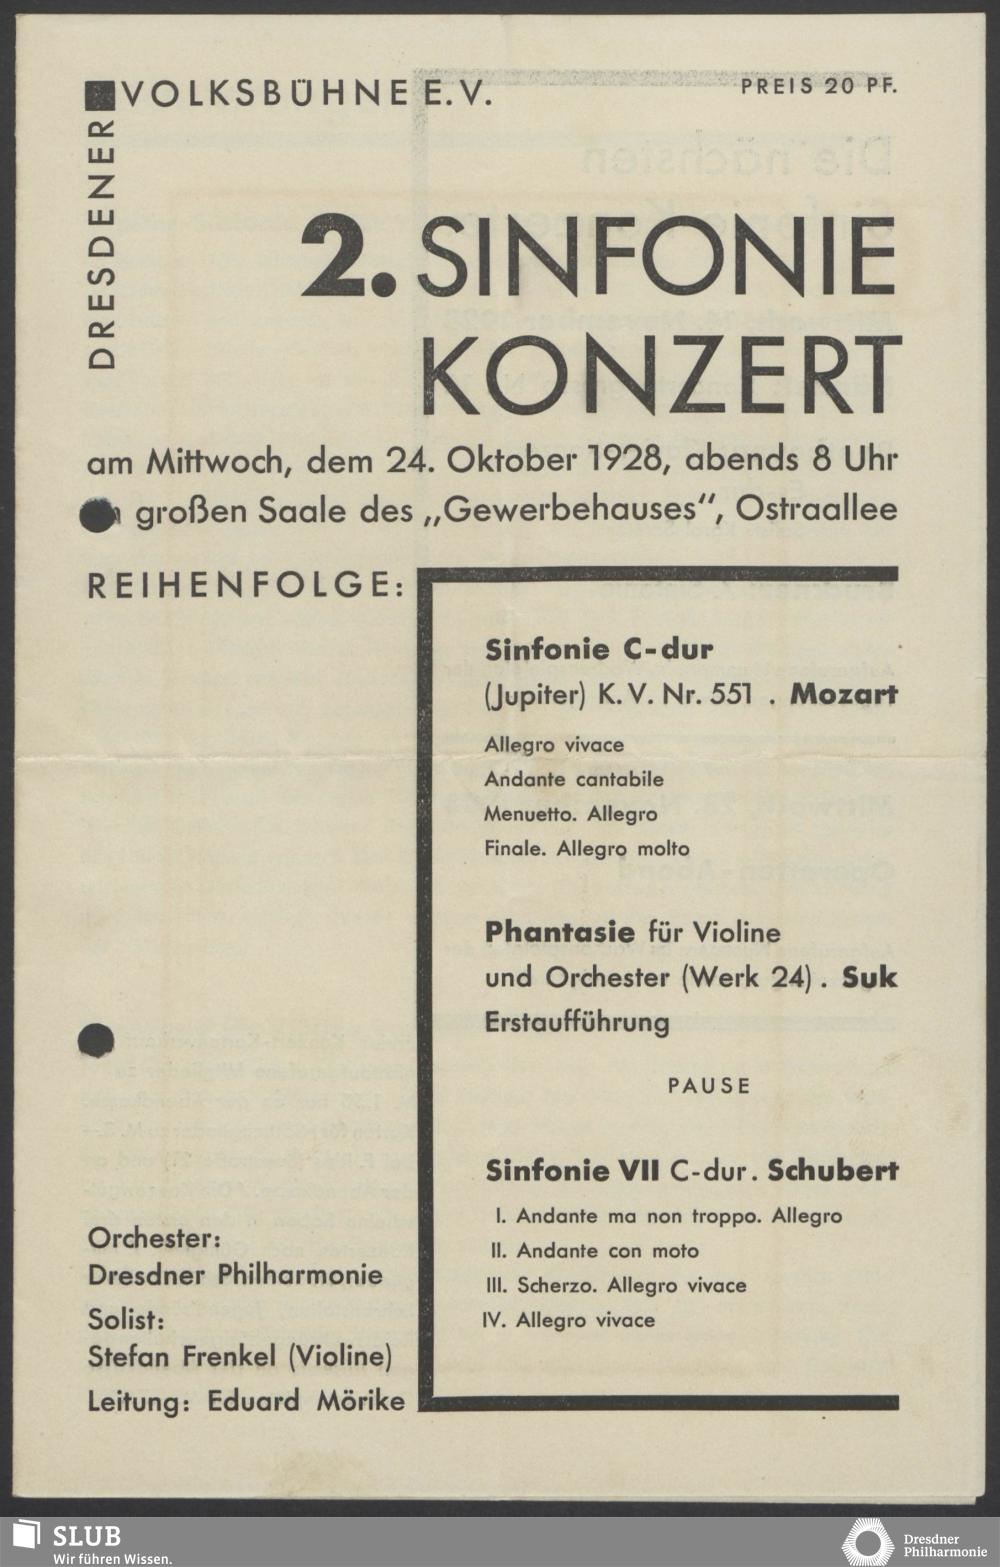 VOLKSBÜHNE E.V.
DRESDENER
PREIS 20 PF.
2. SINFONIE
KONZERT
am Mittwoch, dem 24. Oktober 1928, abends 8 Uhr
großen Saale des „Gewerbehauses“, Ostraallee
REIHENFOLGE:
Sinfonie C-dur
(Jupiter) K. V. Nr. 551 . Mozart
Allegro vivace
Andante cantabile
Menuetto. Allegro
Finale. Allegro molto
Phantasie für Violine
und Orchester (Werk 24) . Suk
Erstaufführung
PAUSE
Sinfonie VII C-dur . Schubert
I. Andante ma non troppo. Allegro
II. Andante con moto
III. Scherzo. Allegro vivace
IV. Allegro vivace
Orchester:
Dresdner Philharmonie
Solist:
Stefan Frenkel (Violine)
Leitung: Eduard Mörike
SLUB
Wir führen Wissen.
Dresdner
Philharmonie